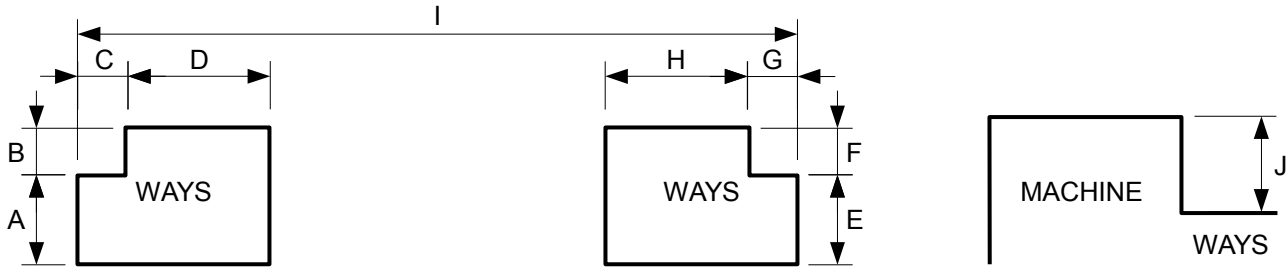 I
C D H G
B F J
WAYS WAYS MACHINE
A E
WAYS